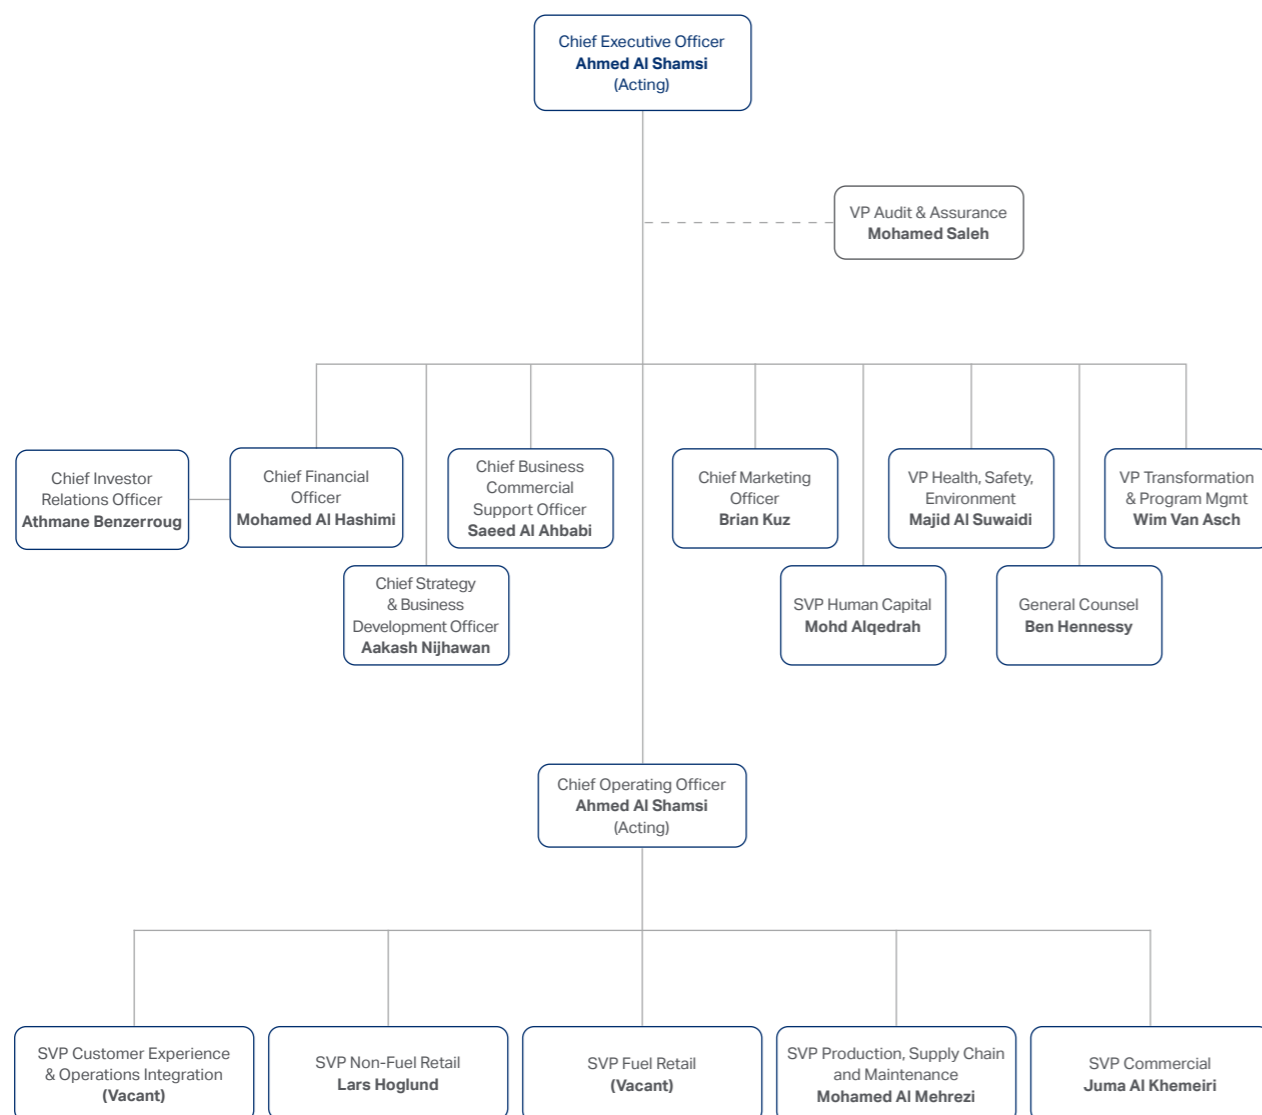 Chief Executive Officer
Ahmed Al Shamsi
(Acting)
VP Audit & Assurance
Mohamed Saleh
Chief Investor
Relations Officer
Athmane Benzerroug
Chief Financial
Officer
Mohamed Al Hashimi
Chief Business
Commercial
Support Officer
Saeed Al Ahbabi
Chief Marketing
Officer
Brian Kuz
VP Health, Safety,
Environment
Majid Al Suwaidi
VP Transformation
& Program Mgmt
Wim Van Asch
Chief Strategy
& Business
Development Officer
Aakash Nijhawan
SVP Human Capital
Mohd Alqedrah
General Counsel
Ben Hennessy
Chief Operating Officer
Ahmed Al Shamsi
(Acting)
SVP Customer Experience
& Operations Integration
(Vacant)
SVP Non-Fuel Retail
Lars Hoglund
SVP Fuel Retail
(Vacant)
SVP Production, Supply Chain
and Maintenance
Mohamed Al Mehrezi
SVP Commercial
Juma Al Khemeiri